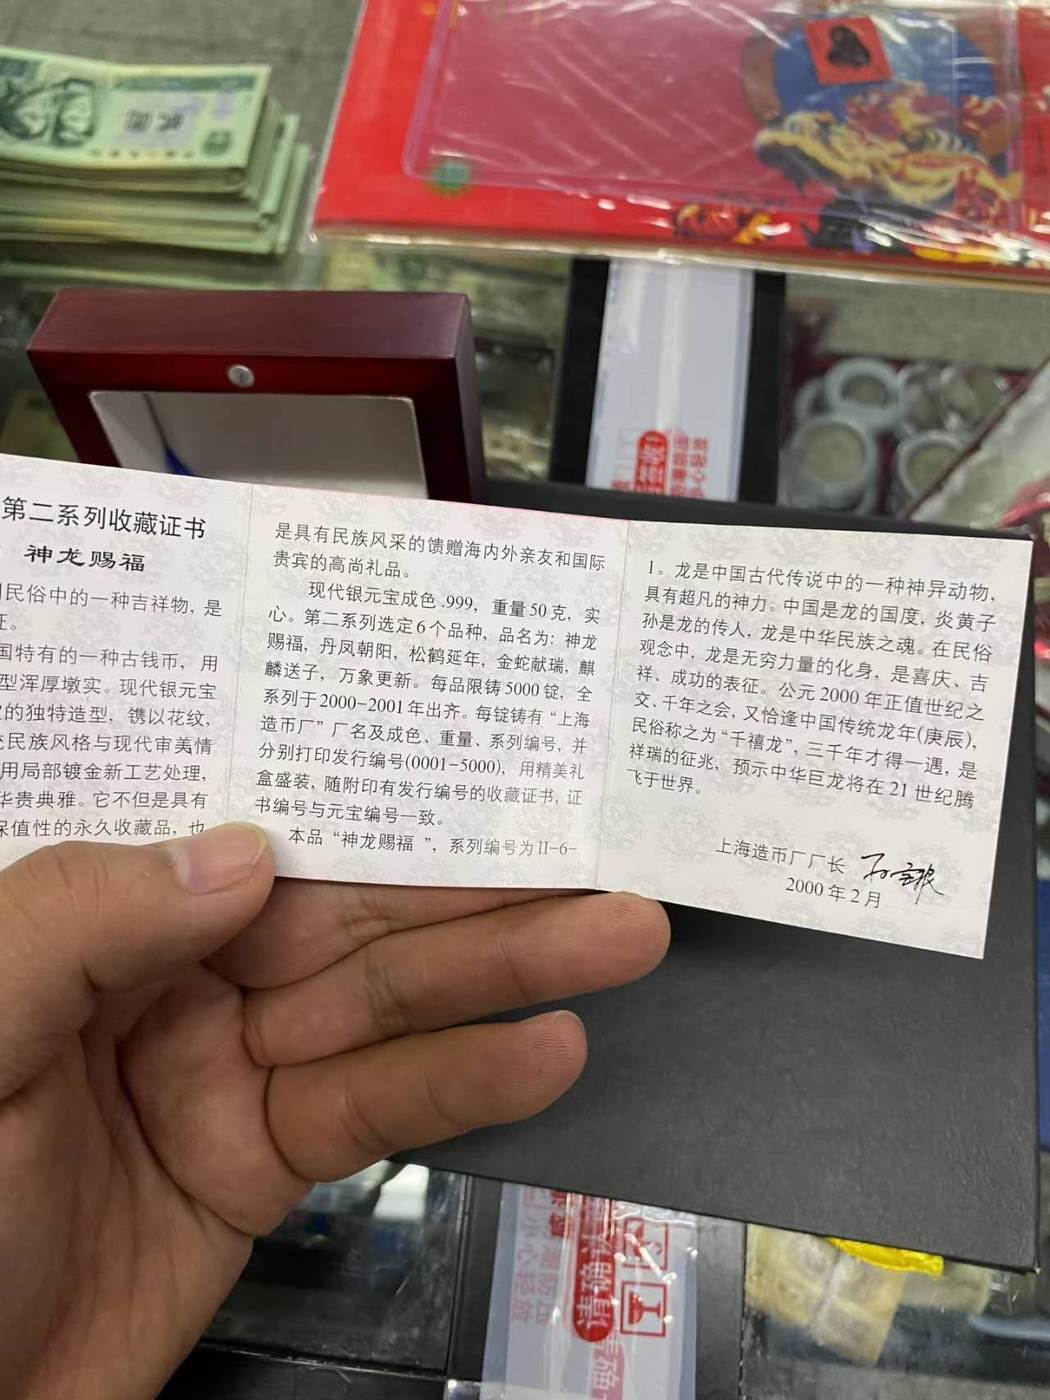 贰圆
第二系列收藏证书
神龙赐福
民俗中的一种吉祥物,是
国特有的一种古钱币,用
型浑厚墩实。现代银元宝
的独特造型,镌以花纹,
民族风格与现代审美情
用局部镀金新工艺处理,
华贵典雅。它不但是具有
保值性的永久收藏品,也
是具有民族风采的馈赠海内外亲友和国际
贵宾的高尚礼品。
现代银元宝成色.999,重量50克,实
心。第二系列选定6个品种,品名为:神龙
赐福,丹凤朝阳,松鹤延年,金蛇献瑞,麒
麟送子,万象更新。每品限铸5000锭,全
系列于2000-2001年出齐。每锭铸有“上海
造币厂”厂名及成色、重量、系列编号,并
分别打印发行编号(0001-5000),用精美礼
盒盛装,随附印有发行编号的收藏证书,证
书编号与元宝编号一致。
本品“神龙赐福 ”,系列编号为II-6-
1。龙是中国古代传说中的一种神异动物,
具有超凡的神力。中国是龙的国度,炎黄子
孙是龙的传人,龙是中华民族之魂。在民俗
观念中,龙是无穷力量的化身,是喜庆、吉
祥、成功的表征。公元2000年正值世纪之
交、千年之会,又恰逢中国传统龙年(庚辰),
民俗称之为“千禧龙”,三千年才得一遇,是
祥瑞的征兆,预示中华巨龙将在21世纪腾
飞于世界。
上海造币厂厂长
2000年2月
小心轻放